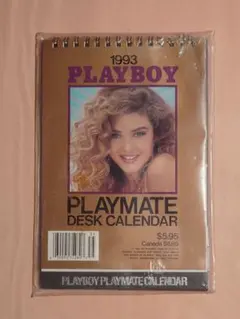 1993
PLAYBOY
PLAYMATE
DESK CALENDAR
$5.95
PLAYBOY PLAYMATE CALENDAR